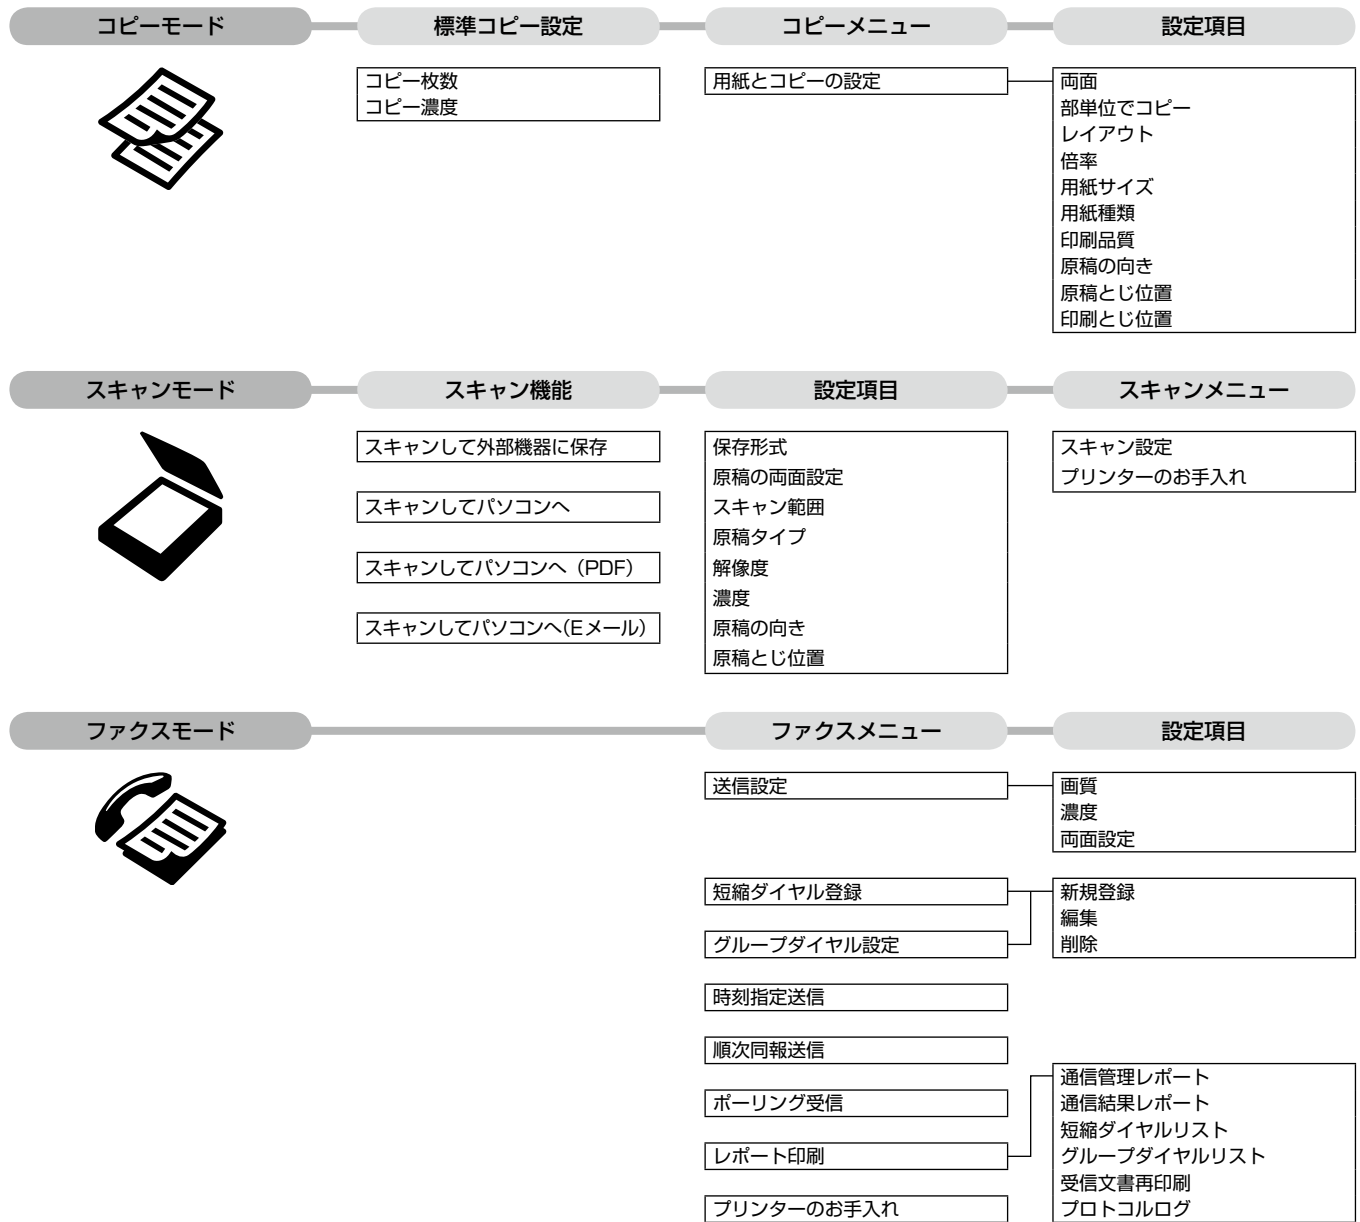 コピーモード
標準コピー設定
コピーメニュー
設定項目
コピー枚数
コピー濃度
用紙とコピーの設定
両面
部単位でコピー
レイアウト
倍率
用紙サイズ
用紙種類
印刷品質
原稿の向き
原稿とじ位置
印刷とじ位置
スキャンモード
スキャン機能
設定項目
スキャンメニュー
スキャンして外部機器に保存
スキャンしてパソコンへ
スキャンしてパソコンへ（PDF）
スキャンしてパソコンへ(Eメール)
保存形式
原稿の両面設定
スキャン範囲
原稿タイプ
解像度
濃度
原稿の向き
原稿とじ位置
スキャン設定
プリンターのお手入れ
ファクスモード
ファクスメニュー
設定項目
送信設定
画質
濃度
両面設定
短縮ダイヤル登録
グループダイヤル設定
新規登録
編集
削除
時刻指定送信
順次同報送信
ポーリング受信
レポート印刷
プリンターのお手入れ
通信管理レポート
通信結果レポート
短縮ダイヤルリスト
グループダイヤルリスト
受信文書再印刷
プロトコルログ